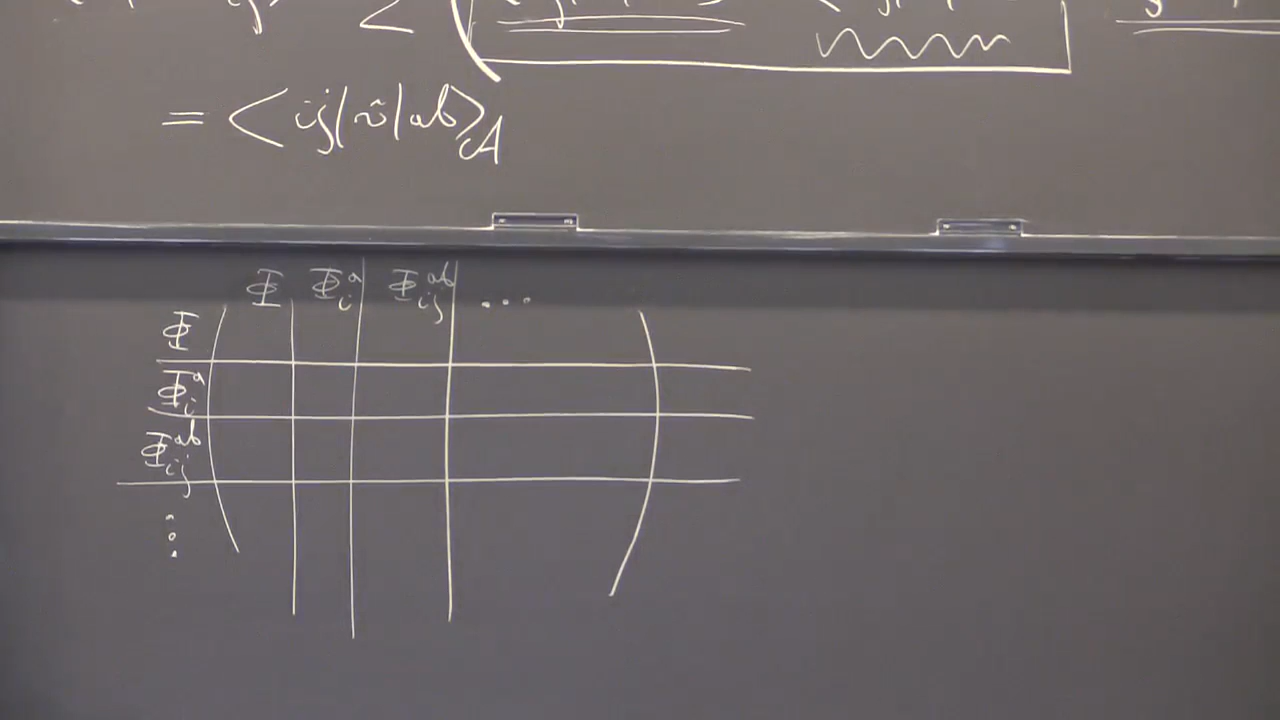 = <ij|v̂|ab>_A
Φ Φ_i^a Φ_ij^ab ...
Φ
Φ_i^a
Φ_ij^ab
⋮